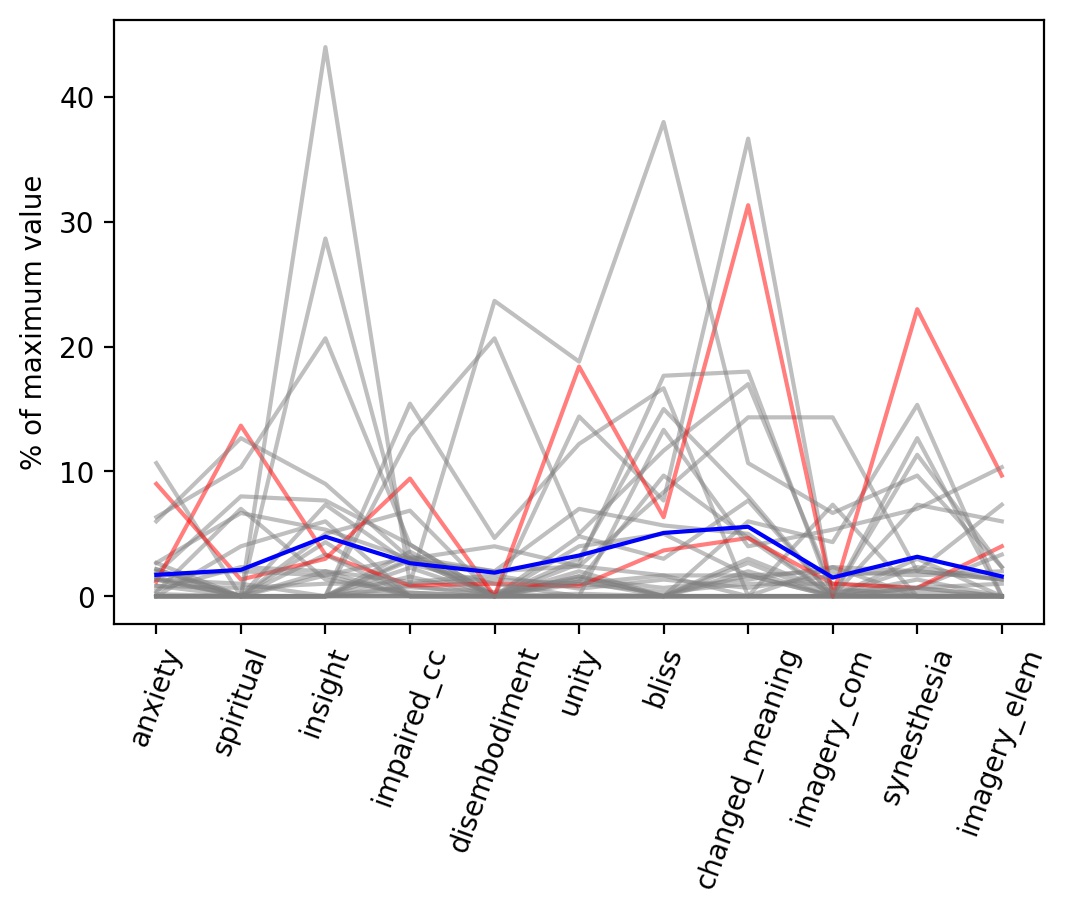 % of maximum value
40
30
20
10
0
anxiety
spiritual
insight
impaired_cc
disembodiment
unity
bliss
changed_meaning
imagery_com
synesthesia
imagery_elem